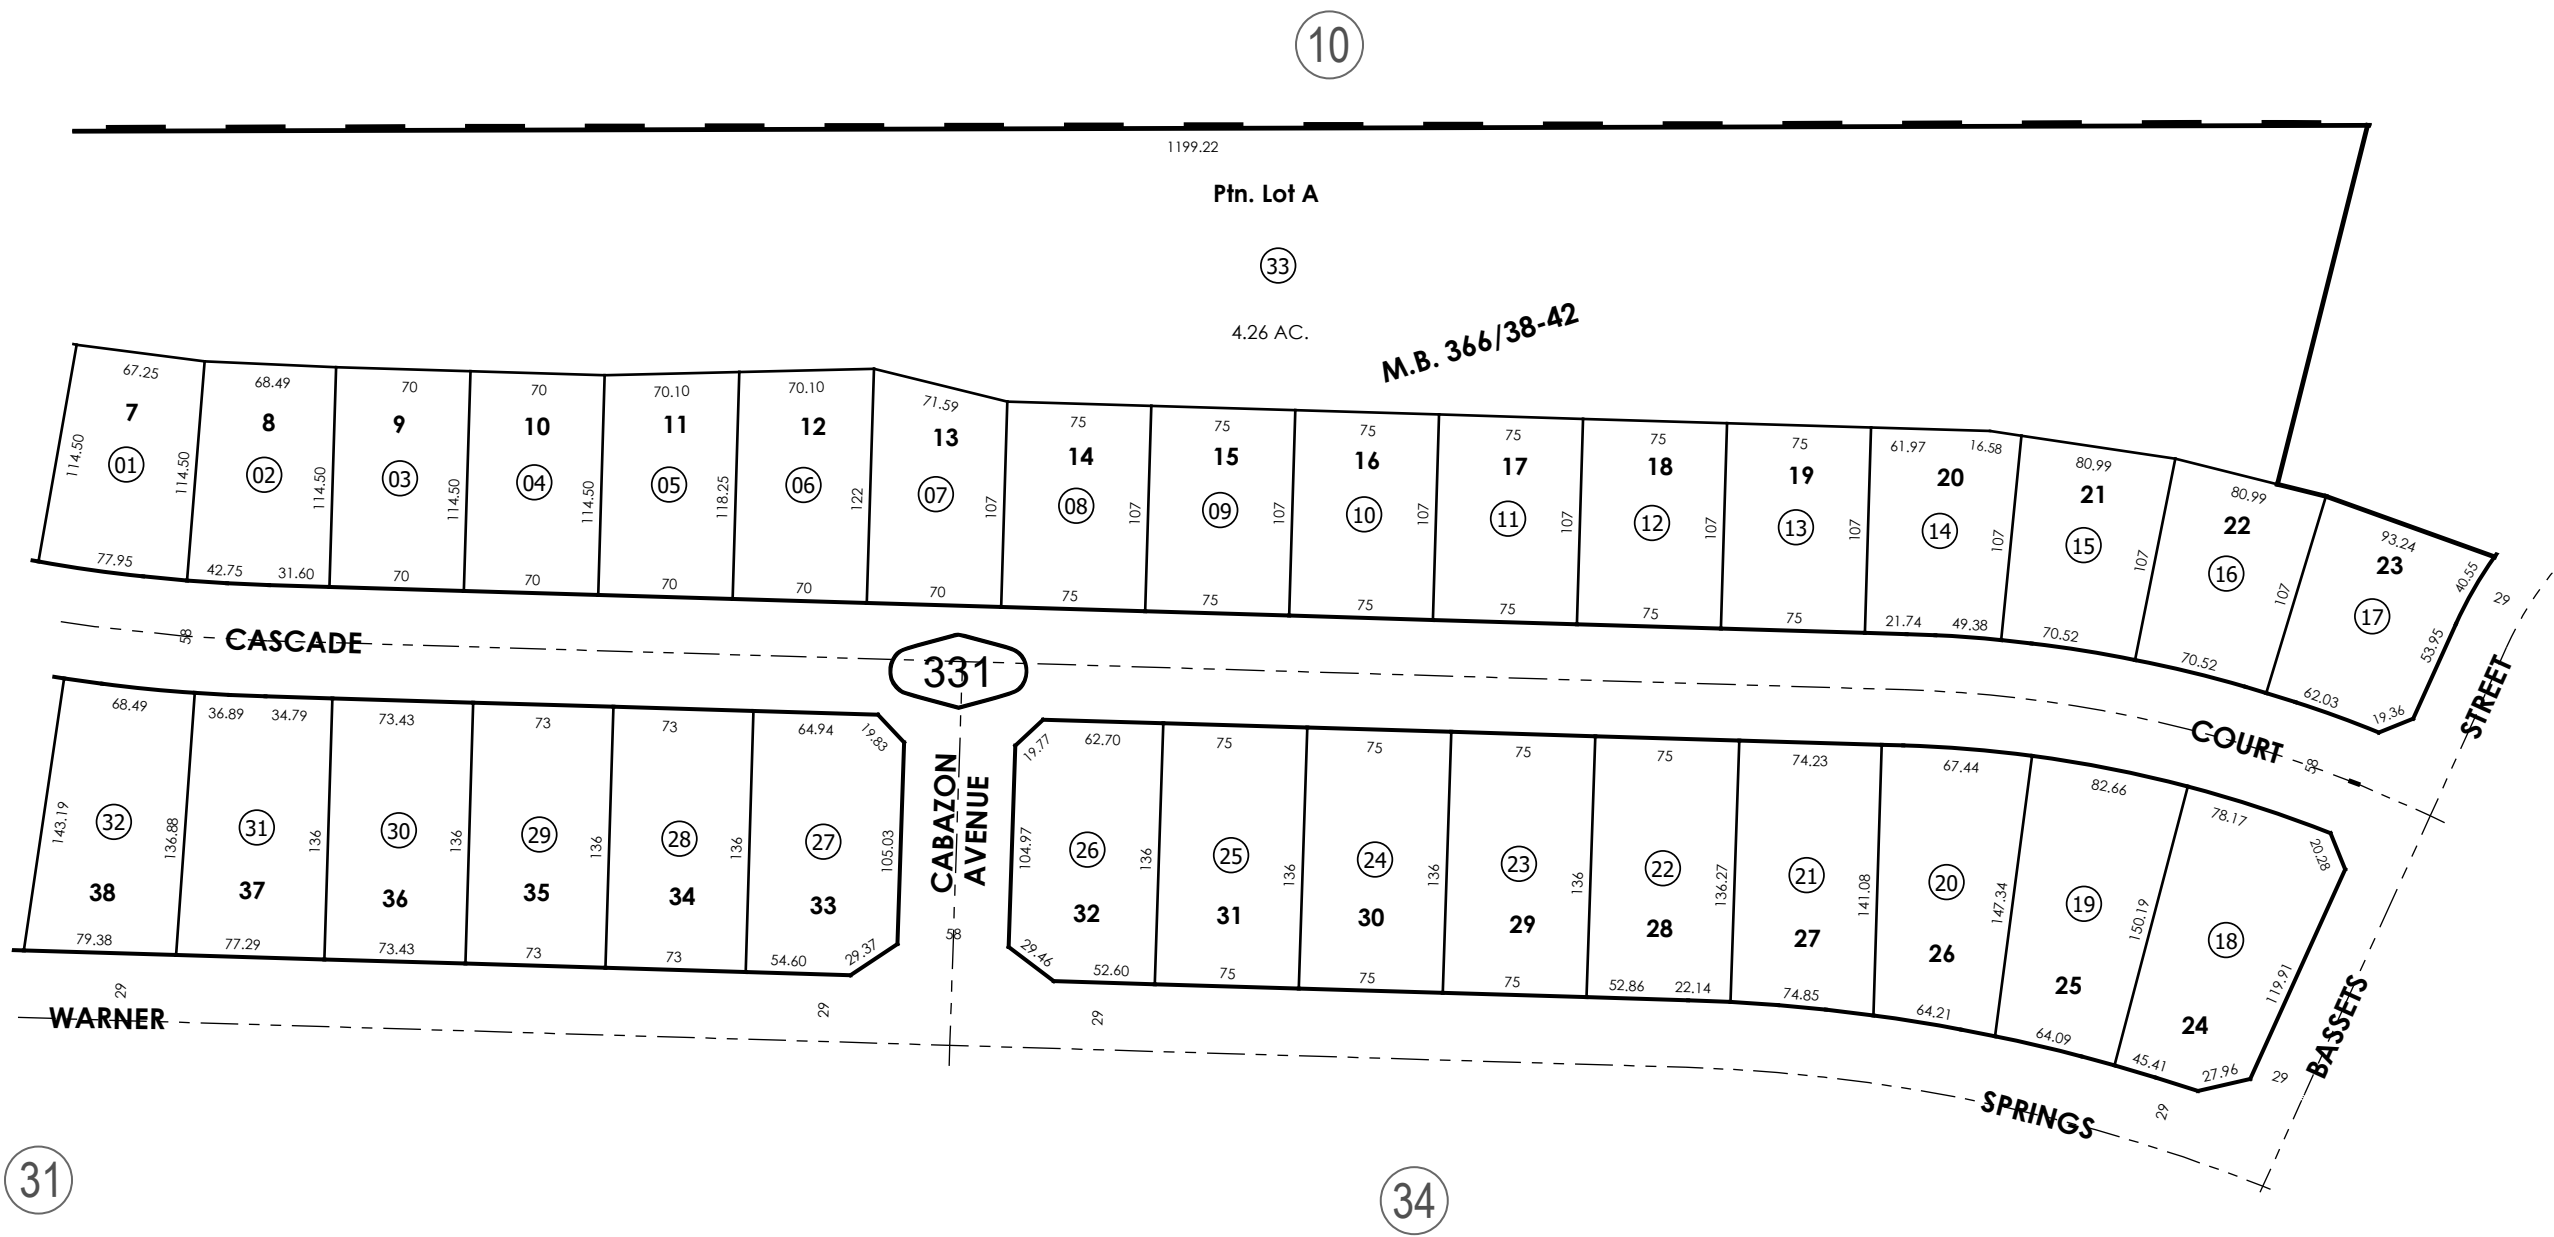 10
1199.22
Ptn. Lot A
33
4.26 AC.
M.B. 366/38-42
67.25 68.49 70 70 70.10 70.10 71.59 75 75 75 75 75 75 61.97 16.58 80.99 80.99 93.24
7 8 9 10 11 12 13 14 15 16 17 18 19 20 21 22 23
01 02 03 04 05 06 07 08 09 10 11 12 13 14 15 16 17
114.50 114.50 114.50 114.50 114.50 118.25 122 107 107 107 107 107 107 107 107 107 107 40.55 29
53.95
77.95 42.75 31.60 70 70 70 70 70 75 75 75 75 75 75 21.74 49.38 70.52 70.52 62.03 19.36
58 CASCADE 331 COURT 58 STREET
68.49 36.89 34.79 73.43 73 73 64.94 19.83 19.77 62.70 75 75 75 75 74.23 67.44 82.66 78.17 20.28
CABAZON
AVENUE
32 31 30 29 28 27 26 25 24 23 22 21 20 19 18
143.19 136.88 136 136 136 136 105.03 104.97 136 136 136 136 136.27 141.08 147.34 150.19 119.91
38 37 36 35 34 33 32 31 30 29 28 27 26 25 24
79.38 77.29 73.43 73 73 54.60 29.37 58 29.46 52.60 75 75 75 52.86 22.14 74.85 64.21 64.09 45.41 27.96
29 29 29 29 29
WARNER SPRINGS
BASSETS
31 34